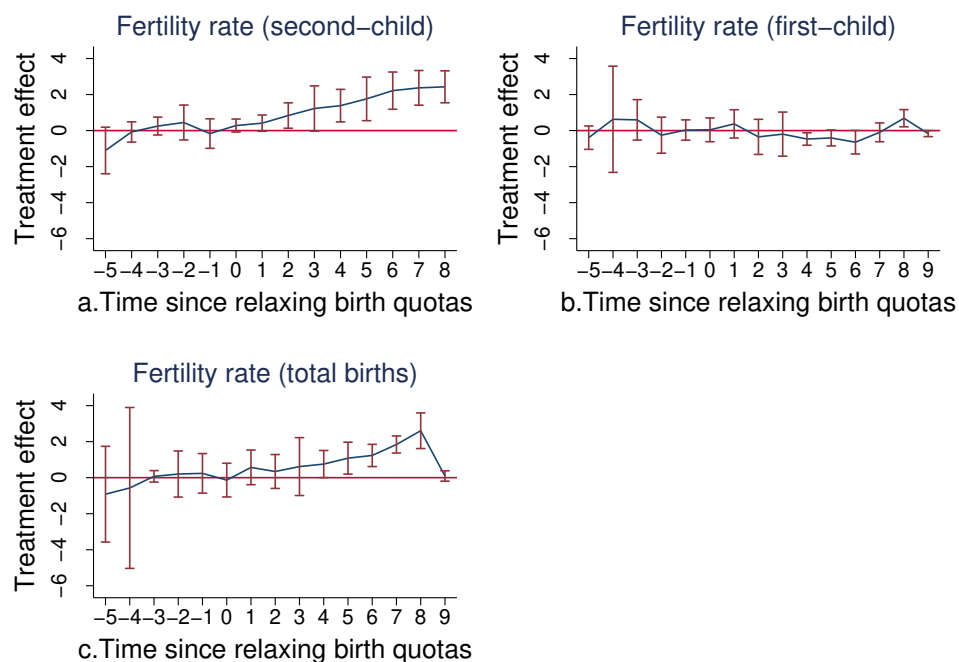 Fertility rate (second−child)
Treatment effect
4
2
0
−2
−4
−6
−5 −4 −3 −2 −1 0 1 2 3 4 5 6 7 8
a.Time since relaxing birth quotas
Fertility rate (first−child)
Treatment effect
4
2
0
−2
−4
−6
−5 −4 −3 −2 −1 0 1 2 3 4 5 6 7 8 9
b.Time since relaxing birth quotas
Fertility rate (total births)
Treatment effect
4
2
0
−2
−4
−6
−5 −4 −3 −2 −1 0 1 2 3 4 5 6 7 8 9
c.Time since relaxing birth quotas